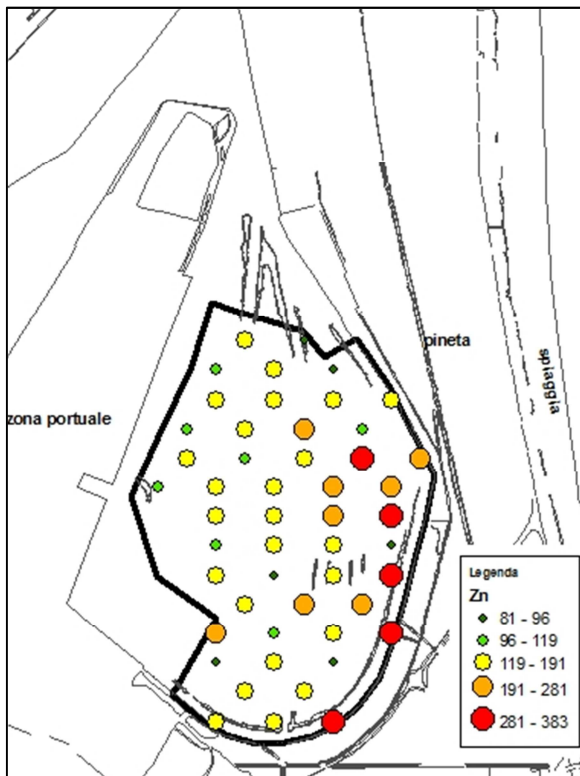 pineta
spiaggia
zona portuale
Legenda
Zn
81 - 96
96 - 119
119 - 191
191 - 281
281 - 383